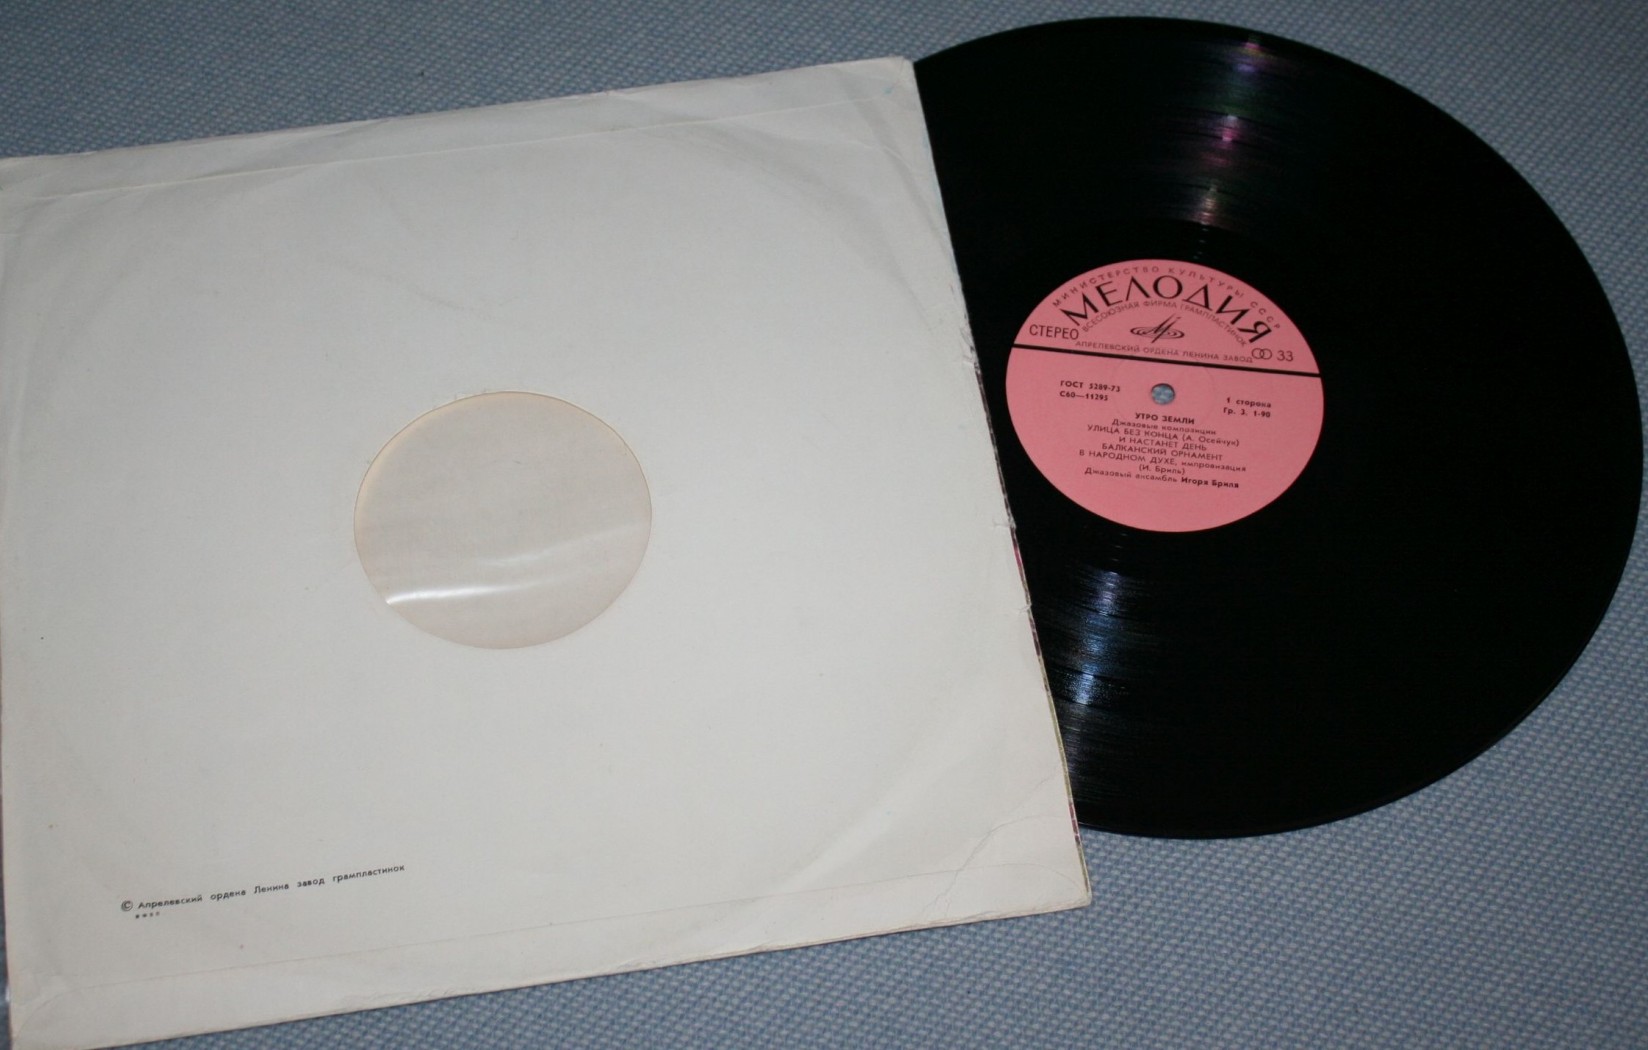 МИНИСТЕРСТВО КУЛЬТУРЫ СССР
МЕЛОДИЯ
ВСЕСОЮЗНАЯ ФИРМА ГРАМПЛАСТИНОК
СТЕРЕО
АПРЕЛЕВСКИЙ ОРДЕНА ЛЕНИНА ЗАВОД
33
ГОСТ 5289-73
С60—11295
1 сторона
Гр. 3. 1-90
УТРО ЗЕМЛИ
Джазовые композиции
УЛИЦА БЕЗ КОНЦА (А. Осейчук)
И НАСТАНЕТ ДЕНЬ
БАЛКАНСКИЙ ОРНАМЕНТ
В НАРОДНОМ ДУХЕ, импровизация
(И. Бриль)
Джазовый ансамбль Игоря Бриля
© Апрелевский ордена Ленина завод грампластинок